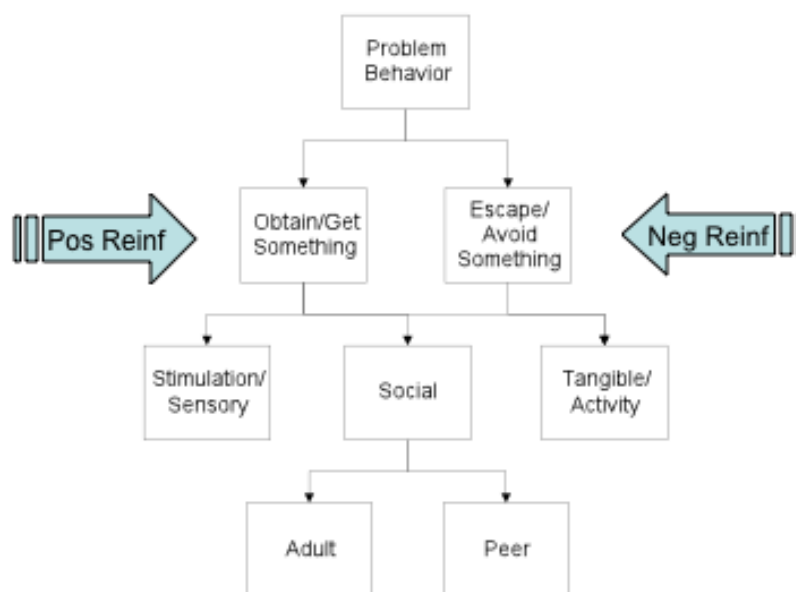 Problem
Behavior
Obtain/Get
Something
Escape/
Avoid
Something
Pos Reinf
Neg Reinf
Stimulation/
Sensory
Social
Tangible/
Activity
Adult
Peer